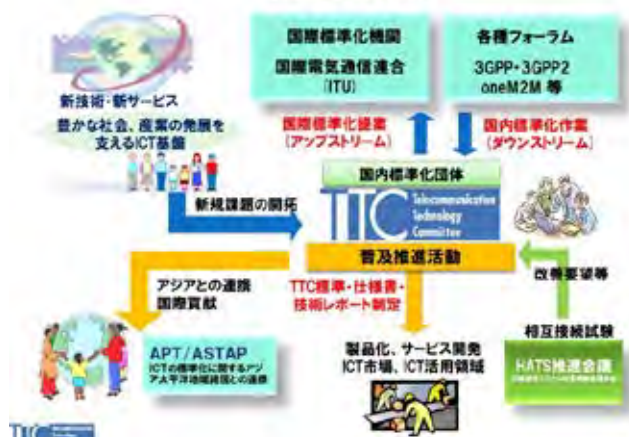 国際標準化機関
国際電気通信連合
(ITU)
各種フォーラム
3GPP・3GPP2
oneM2M 等
新技術・新サービス
豊かな社会、産業の発展を
支えるICT基盤
国際標準化提案
(アップストリーム)
国内標準化作業
(ダウンストリーム)
国内標準化団体
新規課題の開拓
TTC
Telecommunication
Technology
Committee
普及推進活動
アジアとの連携
国際貢献
TTC標準・仕様書・
技術レポート制定
改善要望等
相互接続試験
APT/ASTAP
ICTの標準化に関するアジ
ア太平洋地域諸国との連携
製品化、サービス開発
ICT市場、ICT活用領域
HATS推進会議
TTC